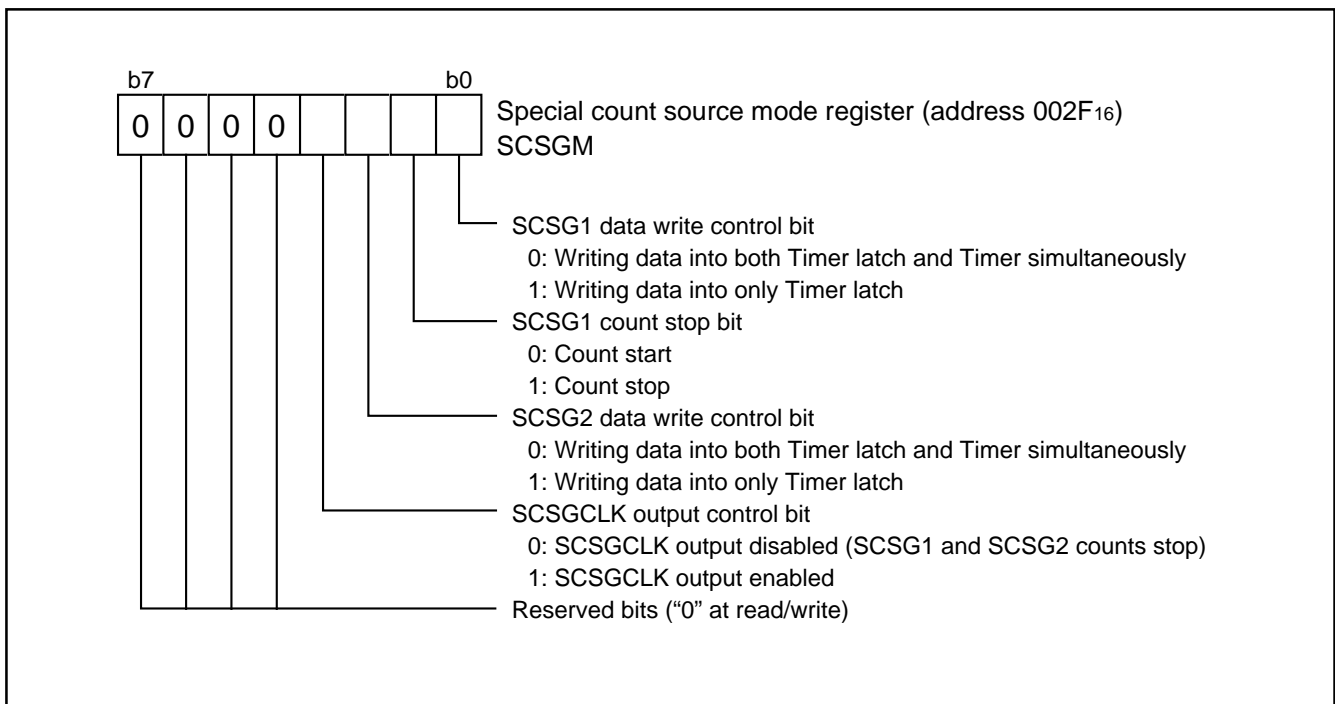 b7 b0
0 0 0 0
Special count source mode register (address 002F16)
SCSGM
SCSG1 data write control bit
0: Writing data into both Timer latch and Timer simultaneously
1: Writing data into only Timer latch
SCSG1 count stop bit
0: Count start
1: Count stop
SCSG2 data write control bit
0: Writing data into both Timer latch and Timer simultaneously
1: Writing data into only Timer latch
SCSGCLK output control bit
0: SCSGCLK output disabled (SCSG1 and SCSG2 counts stop)
1: SCSGCLK output enabled
Reserved bits (“0” at read/write)